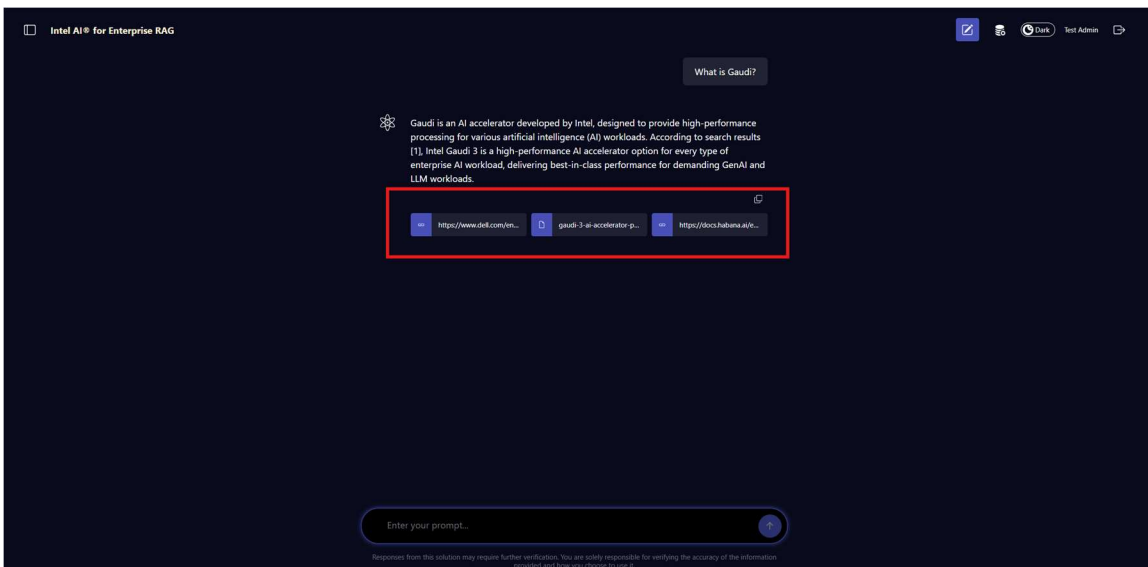 Intel AI® for Enterprise RAG
Dark
Test Admin
What is Gaudi?
Gaudi is an AI accelerator developed by Intel, designed to provide high-performance
processing for various artificial intelligence (AI) workloads. According to search results
[1], Intel Gaudi 3 is a high-performance AI accelerator option for every type of
enterprise AI workload, delivering best-in-class performance for demanding GenAI and
LLM workloads.
https://www.dell.com/en...
gaudi-3-ai-accelerator-p...
https://docs.habana.ai/e...
Enter your prompt...
Responses from this solution may require further verification. You are solely responsible for verifying the accuracy of the information
provided and how you choose to use it.